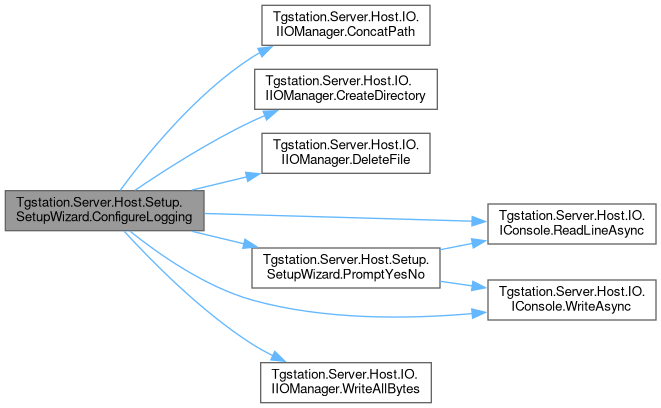 Tgstation.Server.Host.IO.
IIOManager.ConcatPath
Tgstation.Server.Host.IO.
IIOManager.CreateDirectory
Tgstation.Server.Host.IO.
IIOManager.DeleteFile
Tgstation.Server.Host.Setup.
SetupWizard.ConfigureLogging
Tgstation.Server.Host.IO.
IConsole.ReadLineAsync
Tgstation.Server.Host.Setup.
SetupWizard.PromptYesNo
Tgstation.Server.Host.IO.
IConsole.WriteAsync
Tgstation.Server.Host.IO.
IIOManager.WriteAllBytes